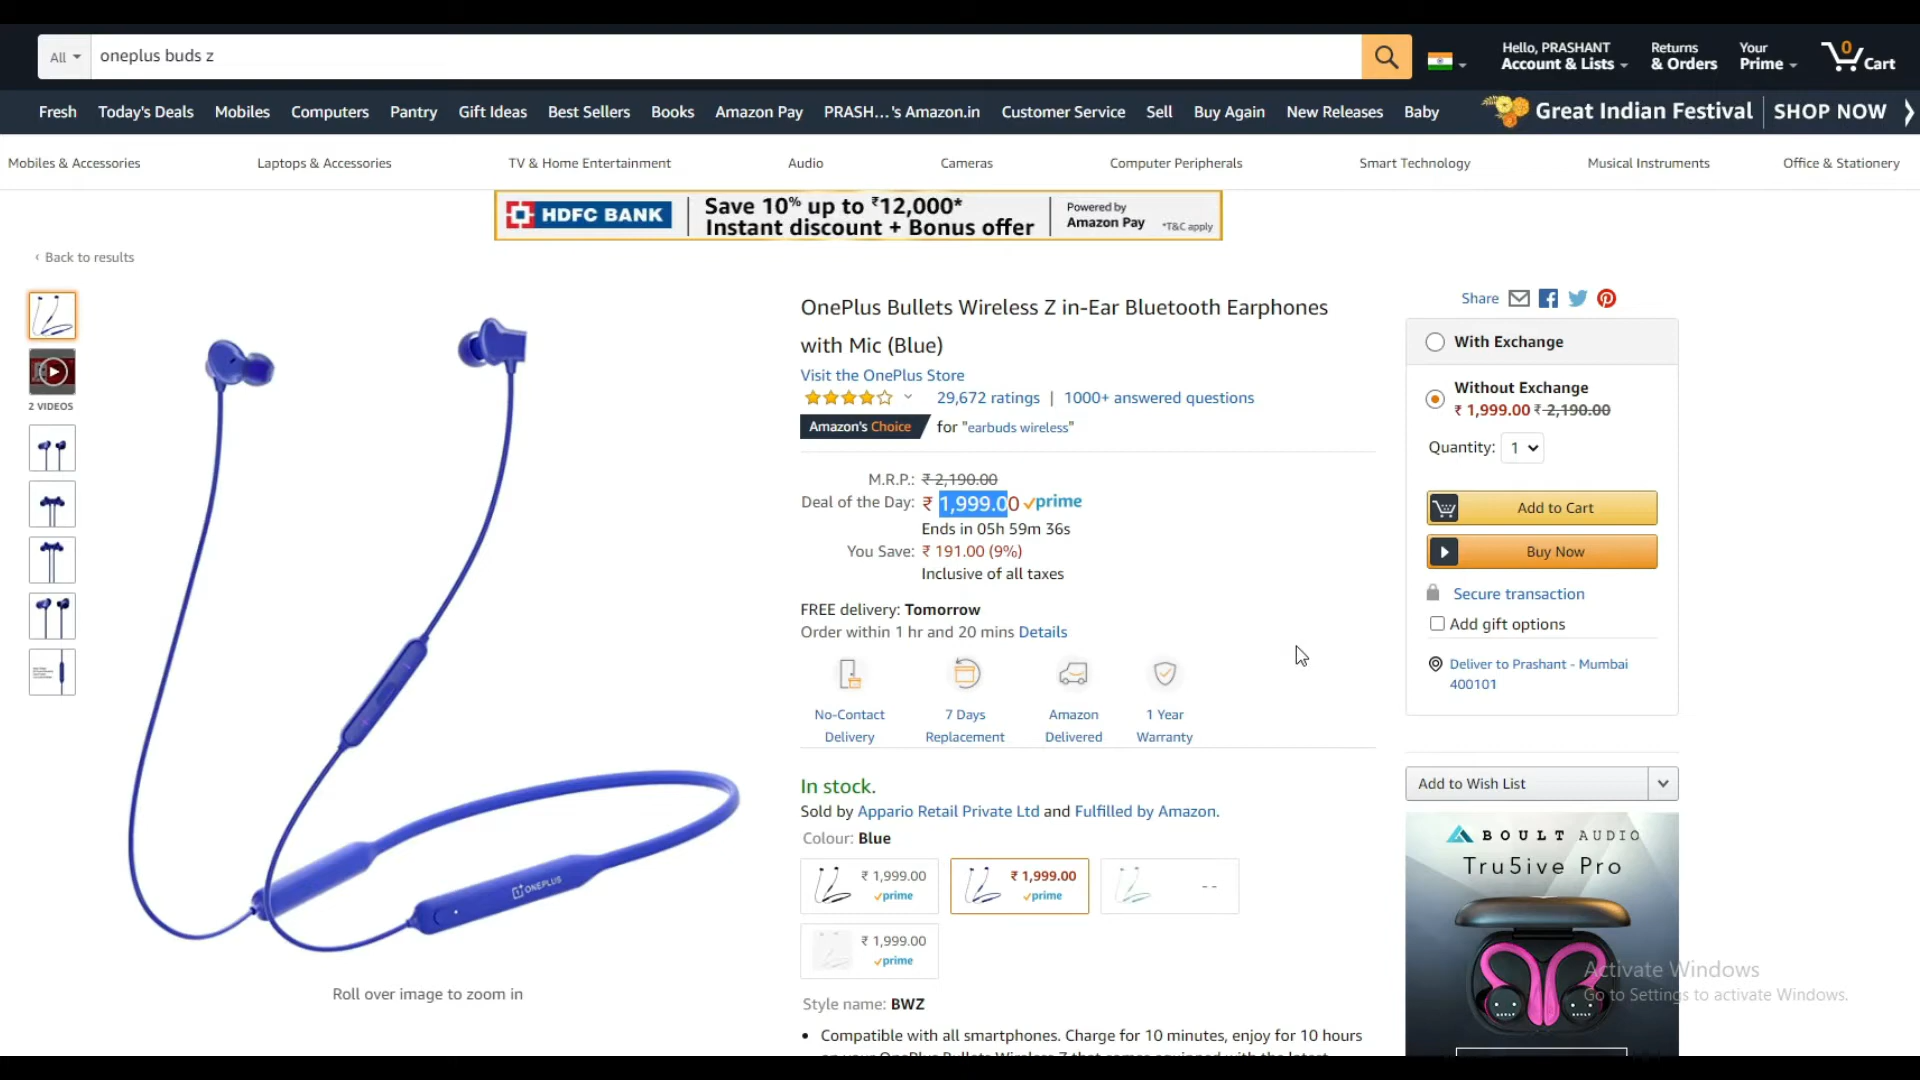 All
oneplus buds z
Hello, PRASHANT
Account & Lists
Returns
& Orders
Your
Prime
0
Cart
Fresh Today's Deals Mobiles Computers Pantry Gift Ideas Best Sellers Books Amazon Pay PRASH...'s Amazon.in Customer Service Sell Buy Again New Releases Baby
Great Indian Festival SHOP NOW
Mobiles & Accessories Laptops & Accessories TV & Home Entertainment Audio Cameras Computer Peripherals Smart Technology Musical Instruments Office & Stationery
HDFC BANK
Save 10% up to ₹12,000*
Instant discount + Bonus offer
Powered by
Amazon Pay
*T&C apply
‹ Back to results
2 VIDEOS
ONEPLUS
Roll over image to zoom in
OnePlus Bullets Wireless Z in-Ear Bluetooth Earphones
with Mic (Blue)
Visit the OnePlus Store
29,672 ratings | 1000+ answered questions
Amazon's Choice for "earbuds wireless"
M.R.P.: ₹ 2,190.00
Deal of the Day: ₹ 1,999.00 prime
Ends in 05h 59m 36s
You Save: ₹ 191.00 (9%)
Inclusive of all taxes
FREE delivery: Tomorrow
Order within 1 hr and 20 mins Details
No-Contact
Delivery
7 Days
Replacement
Amazon
Delivered
1 Year
Warranty
In stock.
Sold by Appario Retail Private Ltd and Fulfilled by Amazon.
Colour: Blue
₹ 1,999.00
prime
₹ 1,999.00
prime
--
₹ 1,999.00
prime
Style name: BWZ
• Compatible with all smartphones. Charge for 10 minutes, enjoy for 10 hours
Share
With Exchange
Without Exchange
₹ 1,999.00 ₹ 2,190.00
Quantity: 1
Add to Cart
Buy Now
Secure transaction
Add gift options
Deliver to Prashant - Mumbai
400101
Add to Wish List
BOULT AUDIO
Tru5ive Pro
Activate Windows
Go to Settings to activate Windows.